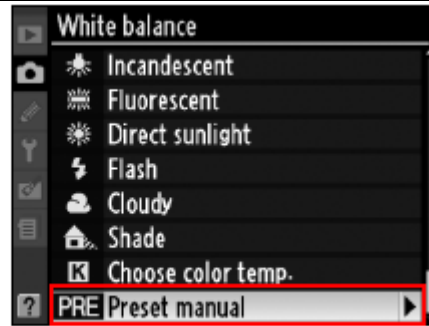 White balance
Incandescent
Fluorescent
Direct sunlight
Flash
Cloudy
Shade
K Choose color temp.
? PRE Preset manual